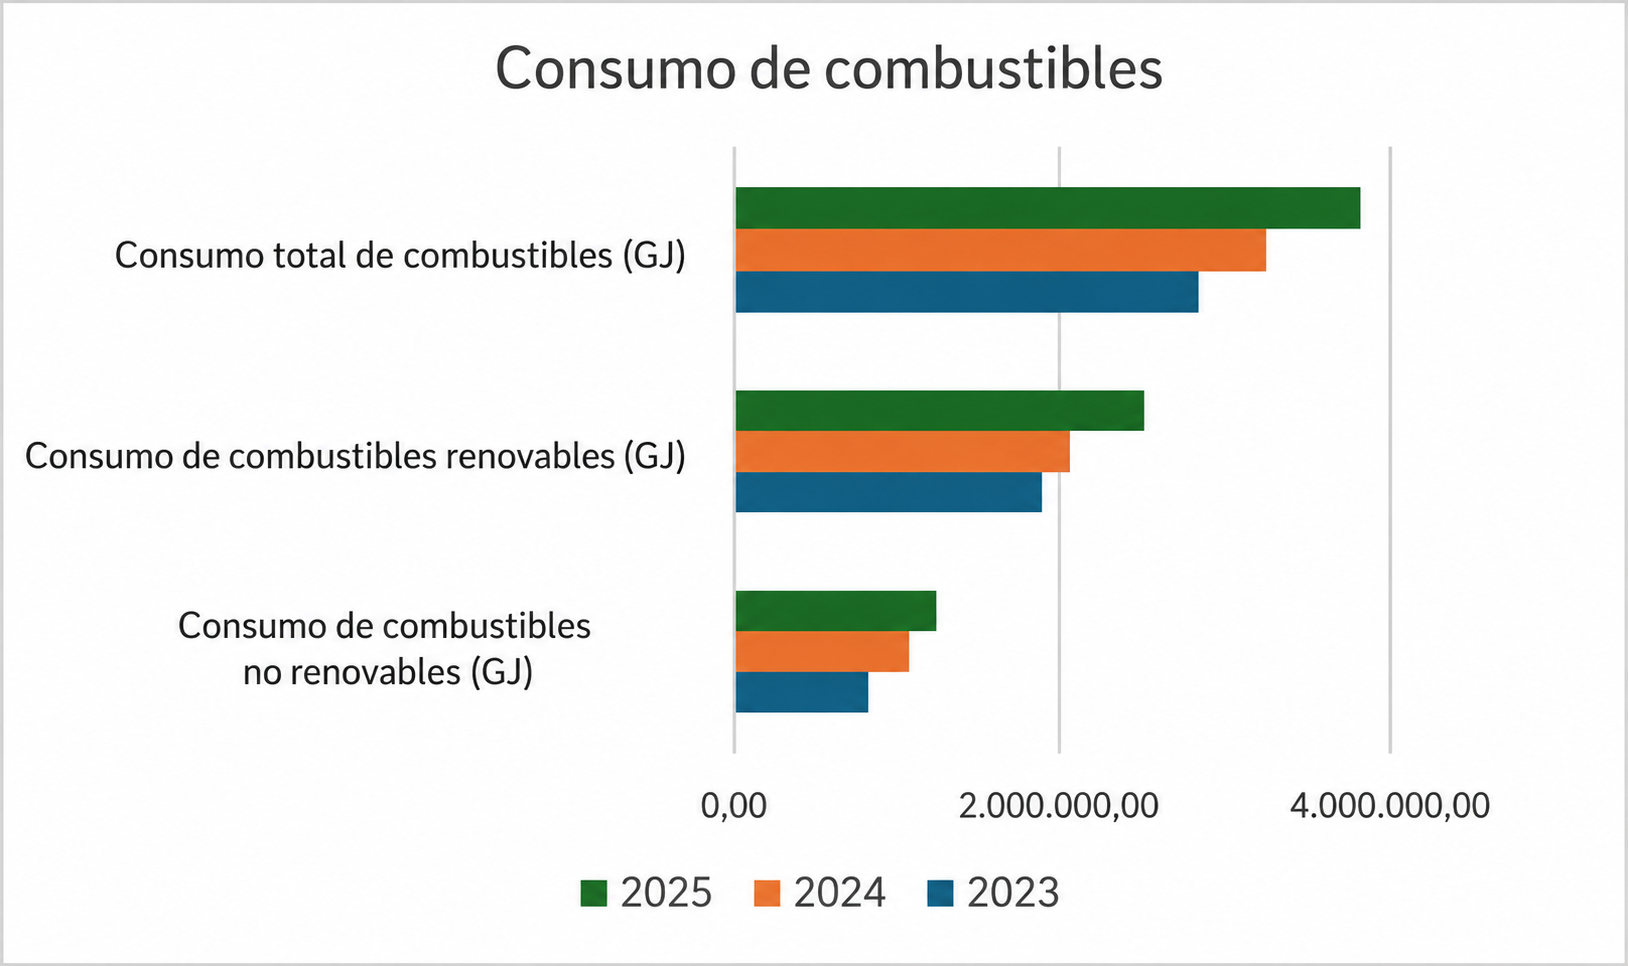 Consumo de combustibles
Consumo total de combustibles (GJ)
Consumo de combustibles renovables (GJ)
Consumo de combustibles
no renovables (GJ)
0,00 2.000.000,00 4.000.000,00
2025 2024 2023